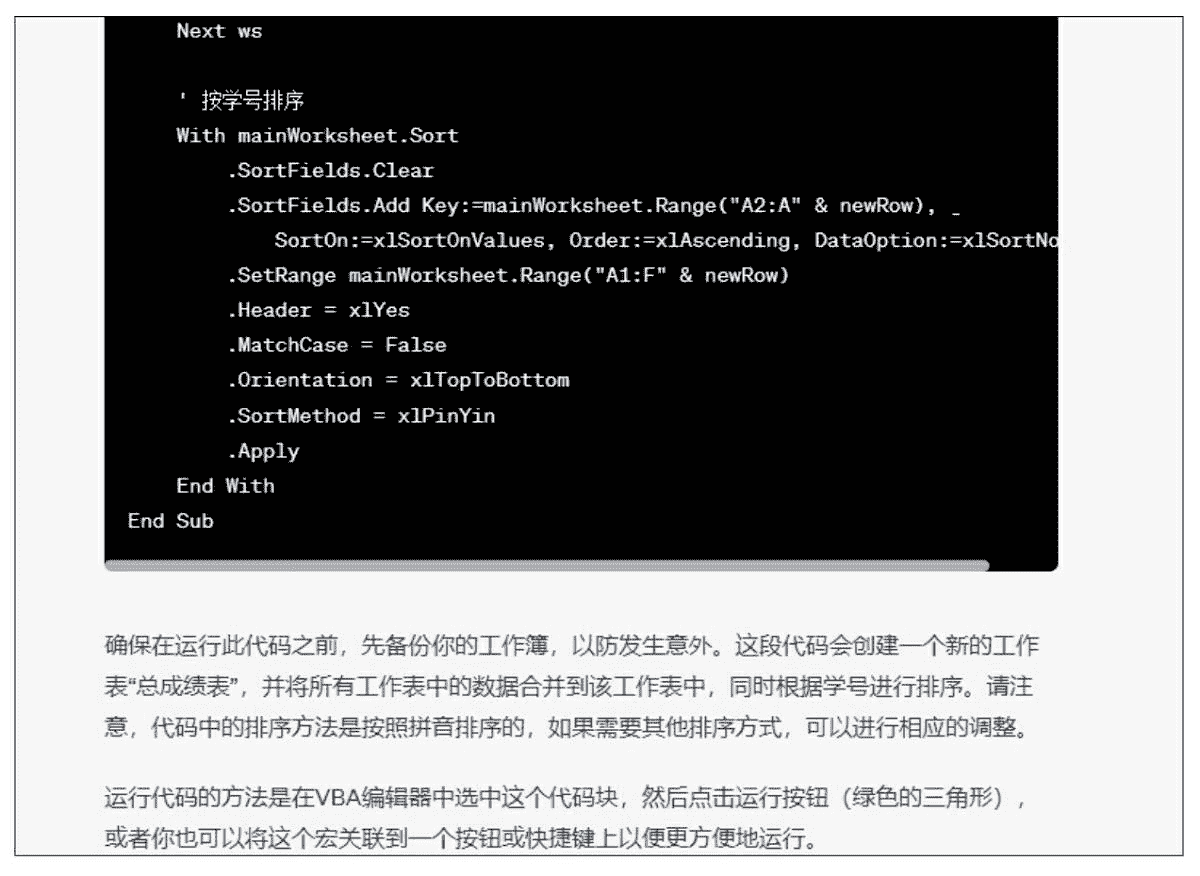 Next ws
' 按学号排序
With mainWorksheet.Sort
.SortFields.Clear
.SortFields.Add Key:=mainWorksheet.Range("A2:A" & newRow), _
SortOn:=xlSortOnValues, Order:=xlAscending, DataOption:=xlSortNo
.SetRange mainWorksheet.Range("A1:F" & newRow)
.Header = xlYes
.MatchCase = False
.Orientation = xlTopToBottom
.SortMethod = xlPinYin
.Apply
End With
End Sub
确保在运行此代码之前，先备份你的工作簿，以防发生意外。这段代码会创建一个新的工作
表“总成绩表”，并将所有工作表中的数据合并到该工作表中，同时根据学号进行排序。请注
意，代码中的排序方法是按照拼音排序的，如果需要其他排序方式，可以进行相应的调整。
运行代码的方法是在VBA编辑器中选中这个代码块，然后点击运行按钮（绿色的三角形），
或者你也可以将这个宏关联到一个按钮或快捷键上以便更方便地运行。